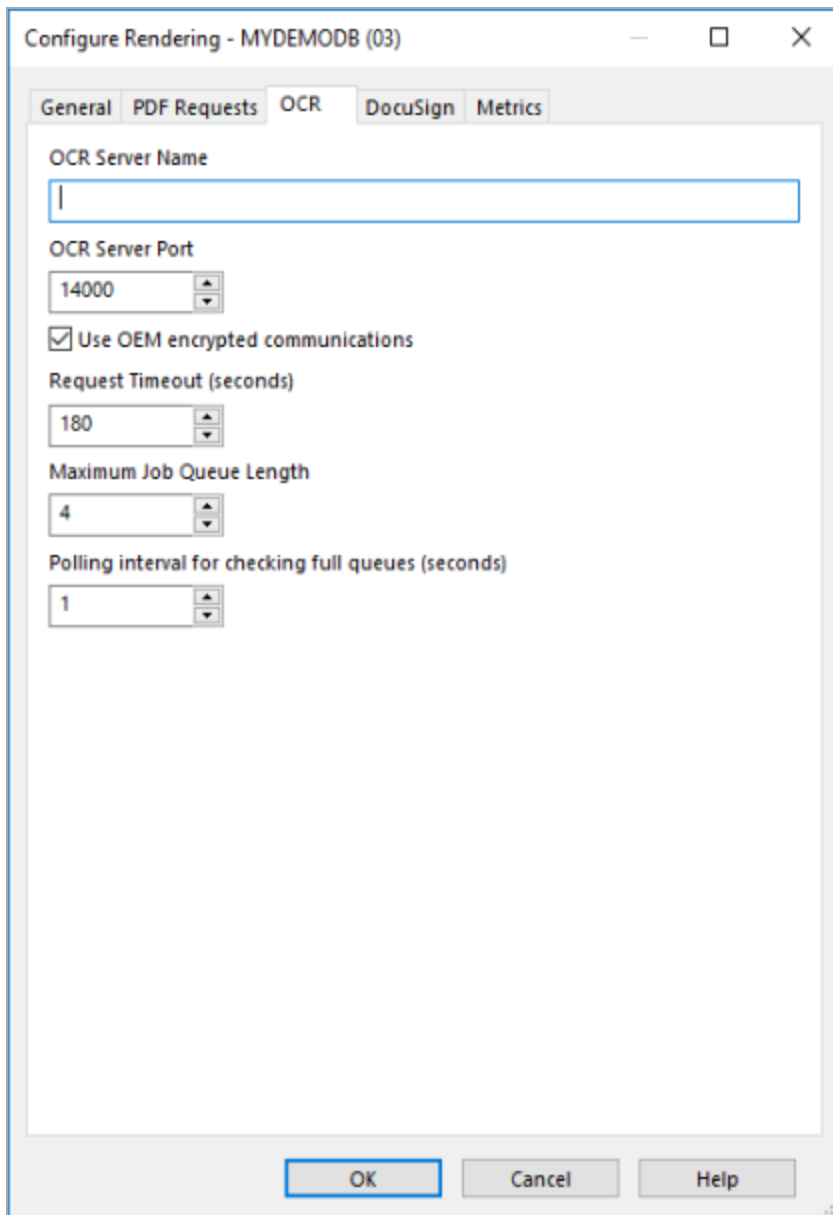 Configure Rendering - MYDEMODB (03)
General PDF Requests OCR DocuSign Metrics
OCR Server Name
OCR Server Port
14000
Use OEM encrypted communications
Request Timeout (seconds)
180
Maximum Job Queue Length
4
Polling interval for checking full queues (seconds)
1
OK Cancel Help